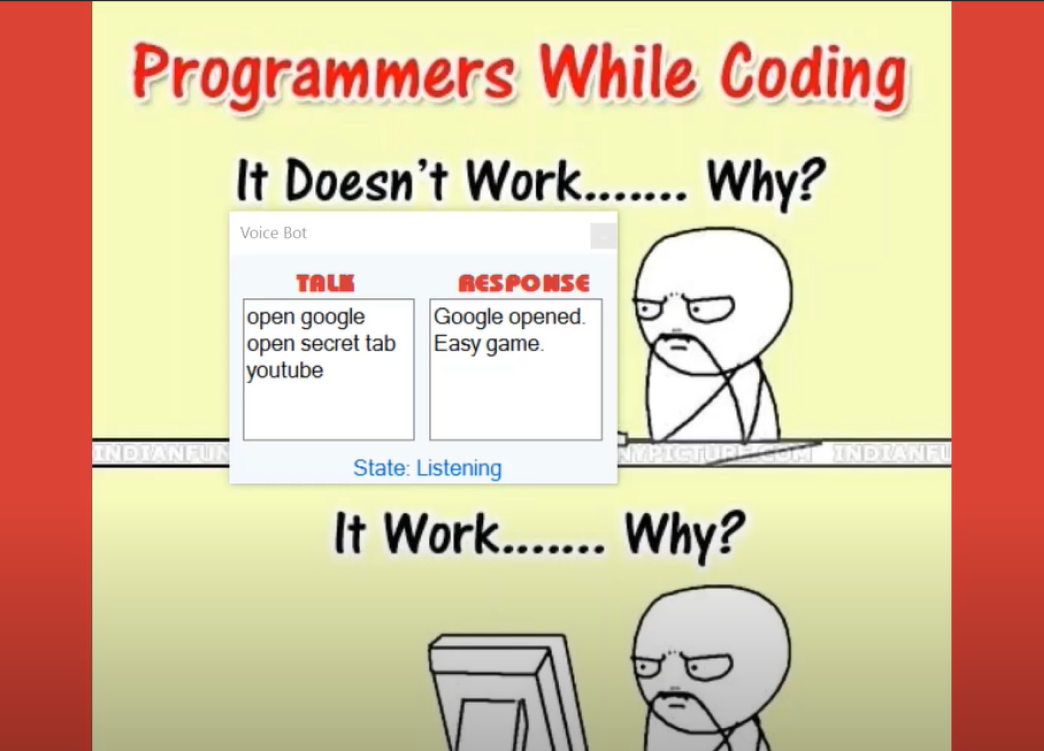 Programmers While Coding
It Doesn't Work....... Why?
Voice Bot
TALK
open google
open secret tab
youtube
RESPONSE
Google opened.
Easy game.
State: Listening
INDIANFUN
NYPICTURE.COM INDIANFU
It Work....... Why?